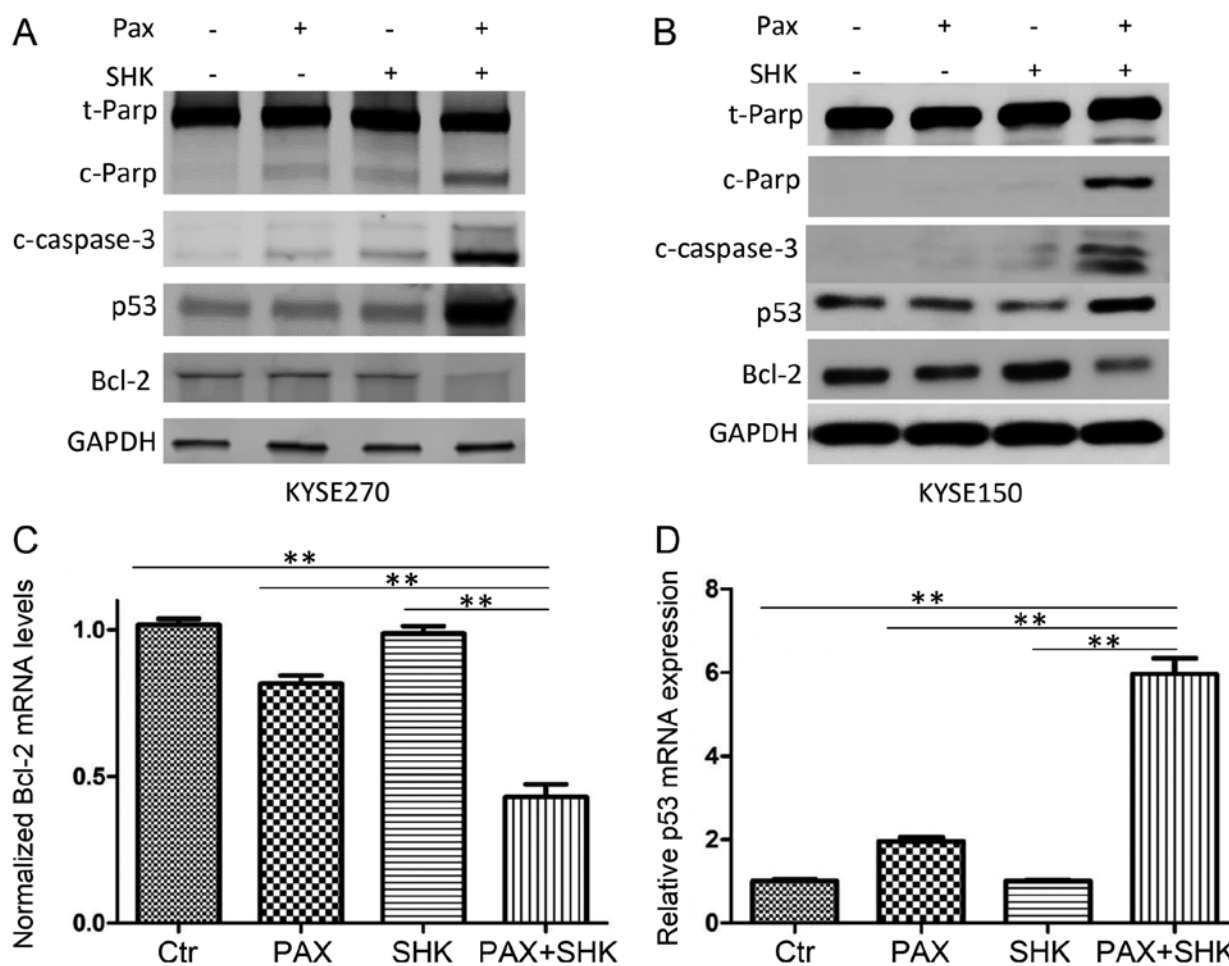 A
Pax - + - +
SHK - - + +
t-Parp
c-Parp
c-caspase-3
p53
Bcl-2
GAPDH
KYSE270
B
Pax - + - +
SHK - - + +
t-Parp
c-Parp
c-caspase-3
p53
Bcl-2
GAPDH
KYSE150
C
Normalized Bcl-2 mRNA levels
1.0
0.5
0.0
**
**
**
Ctr PAX SHK PAX+SHK
D
Relative p53 mRNA expression
8
6
4
2
0
**
**
**
Ctr PAX SHK PAX+SHK